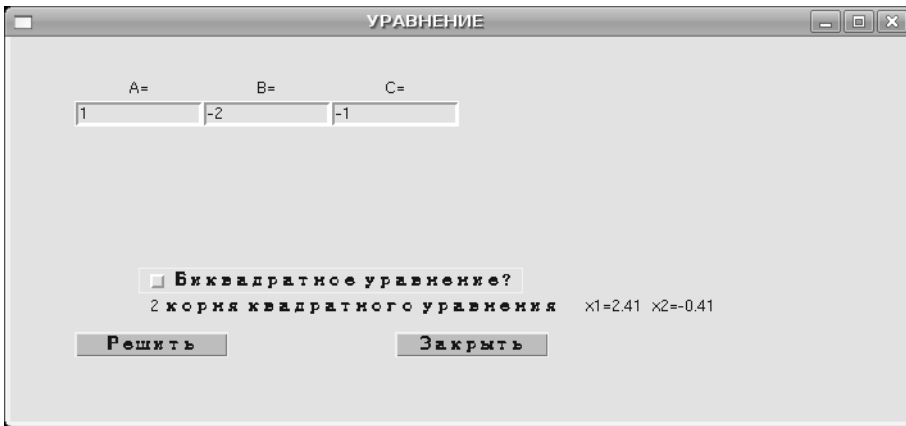 УРАВНЕНИЕ
A= B= C=
1 -2 -1
Биквадратное уравнение?
2 корня квадратного уравнения x1=2.41 x2=-0.41
Решить Закрыть